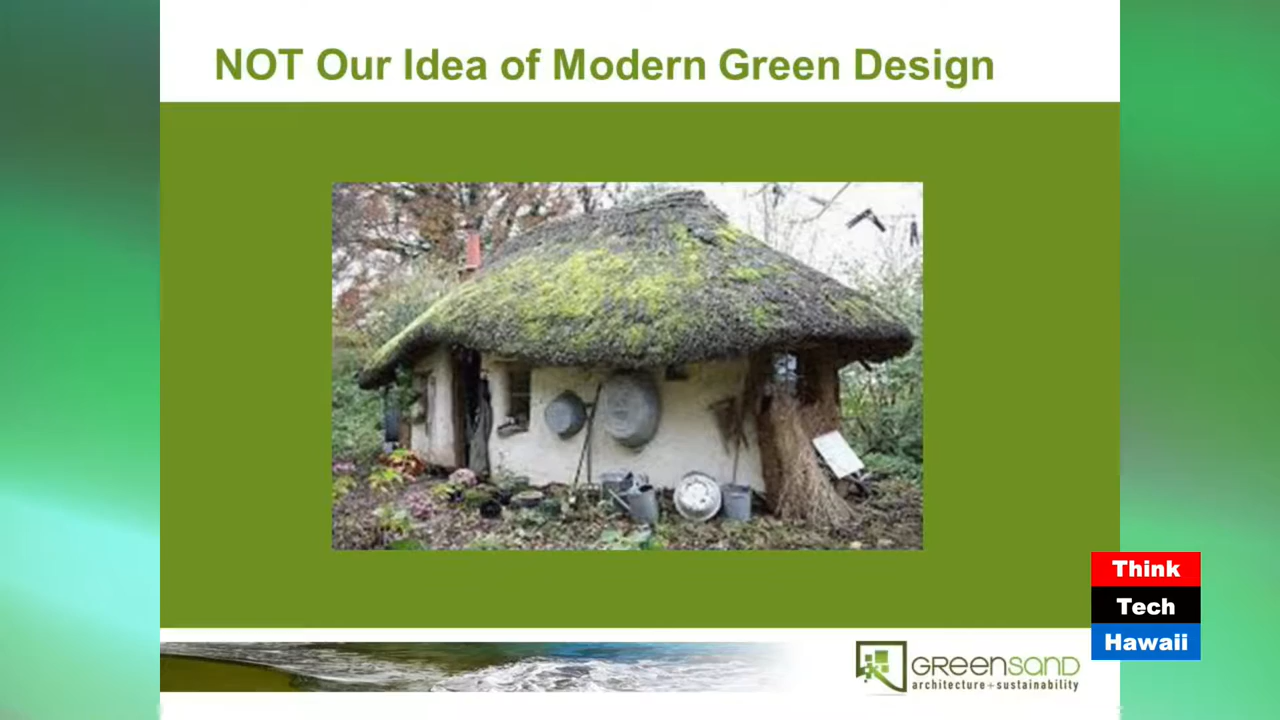 NOT Our Idea of Modern Green Design
Think
Tech
Hawaii
GREENSAND
architecture+sustainability